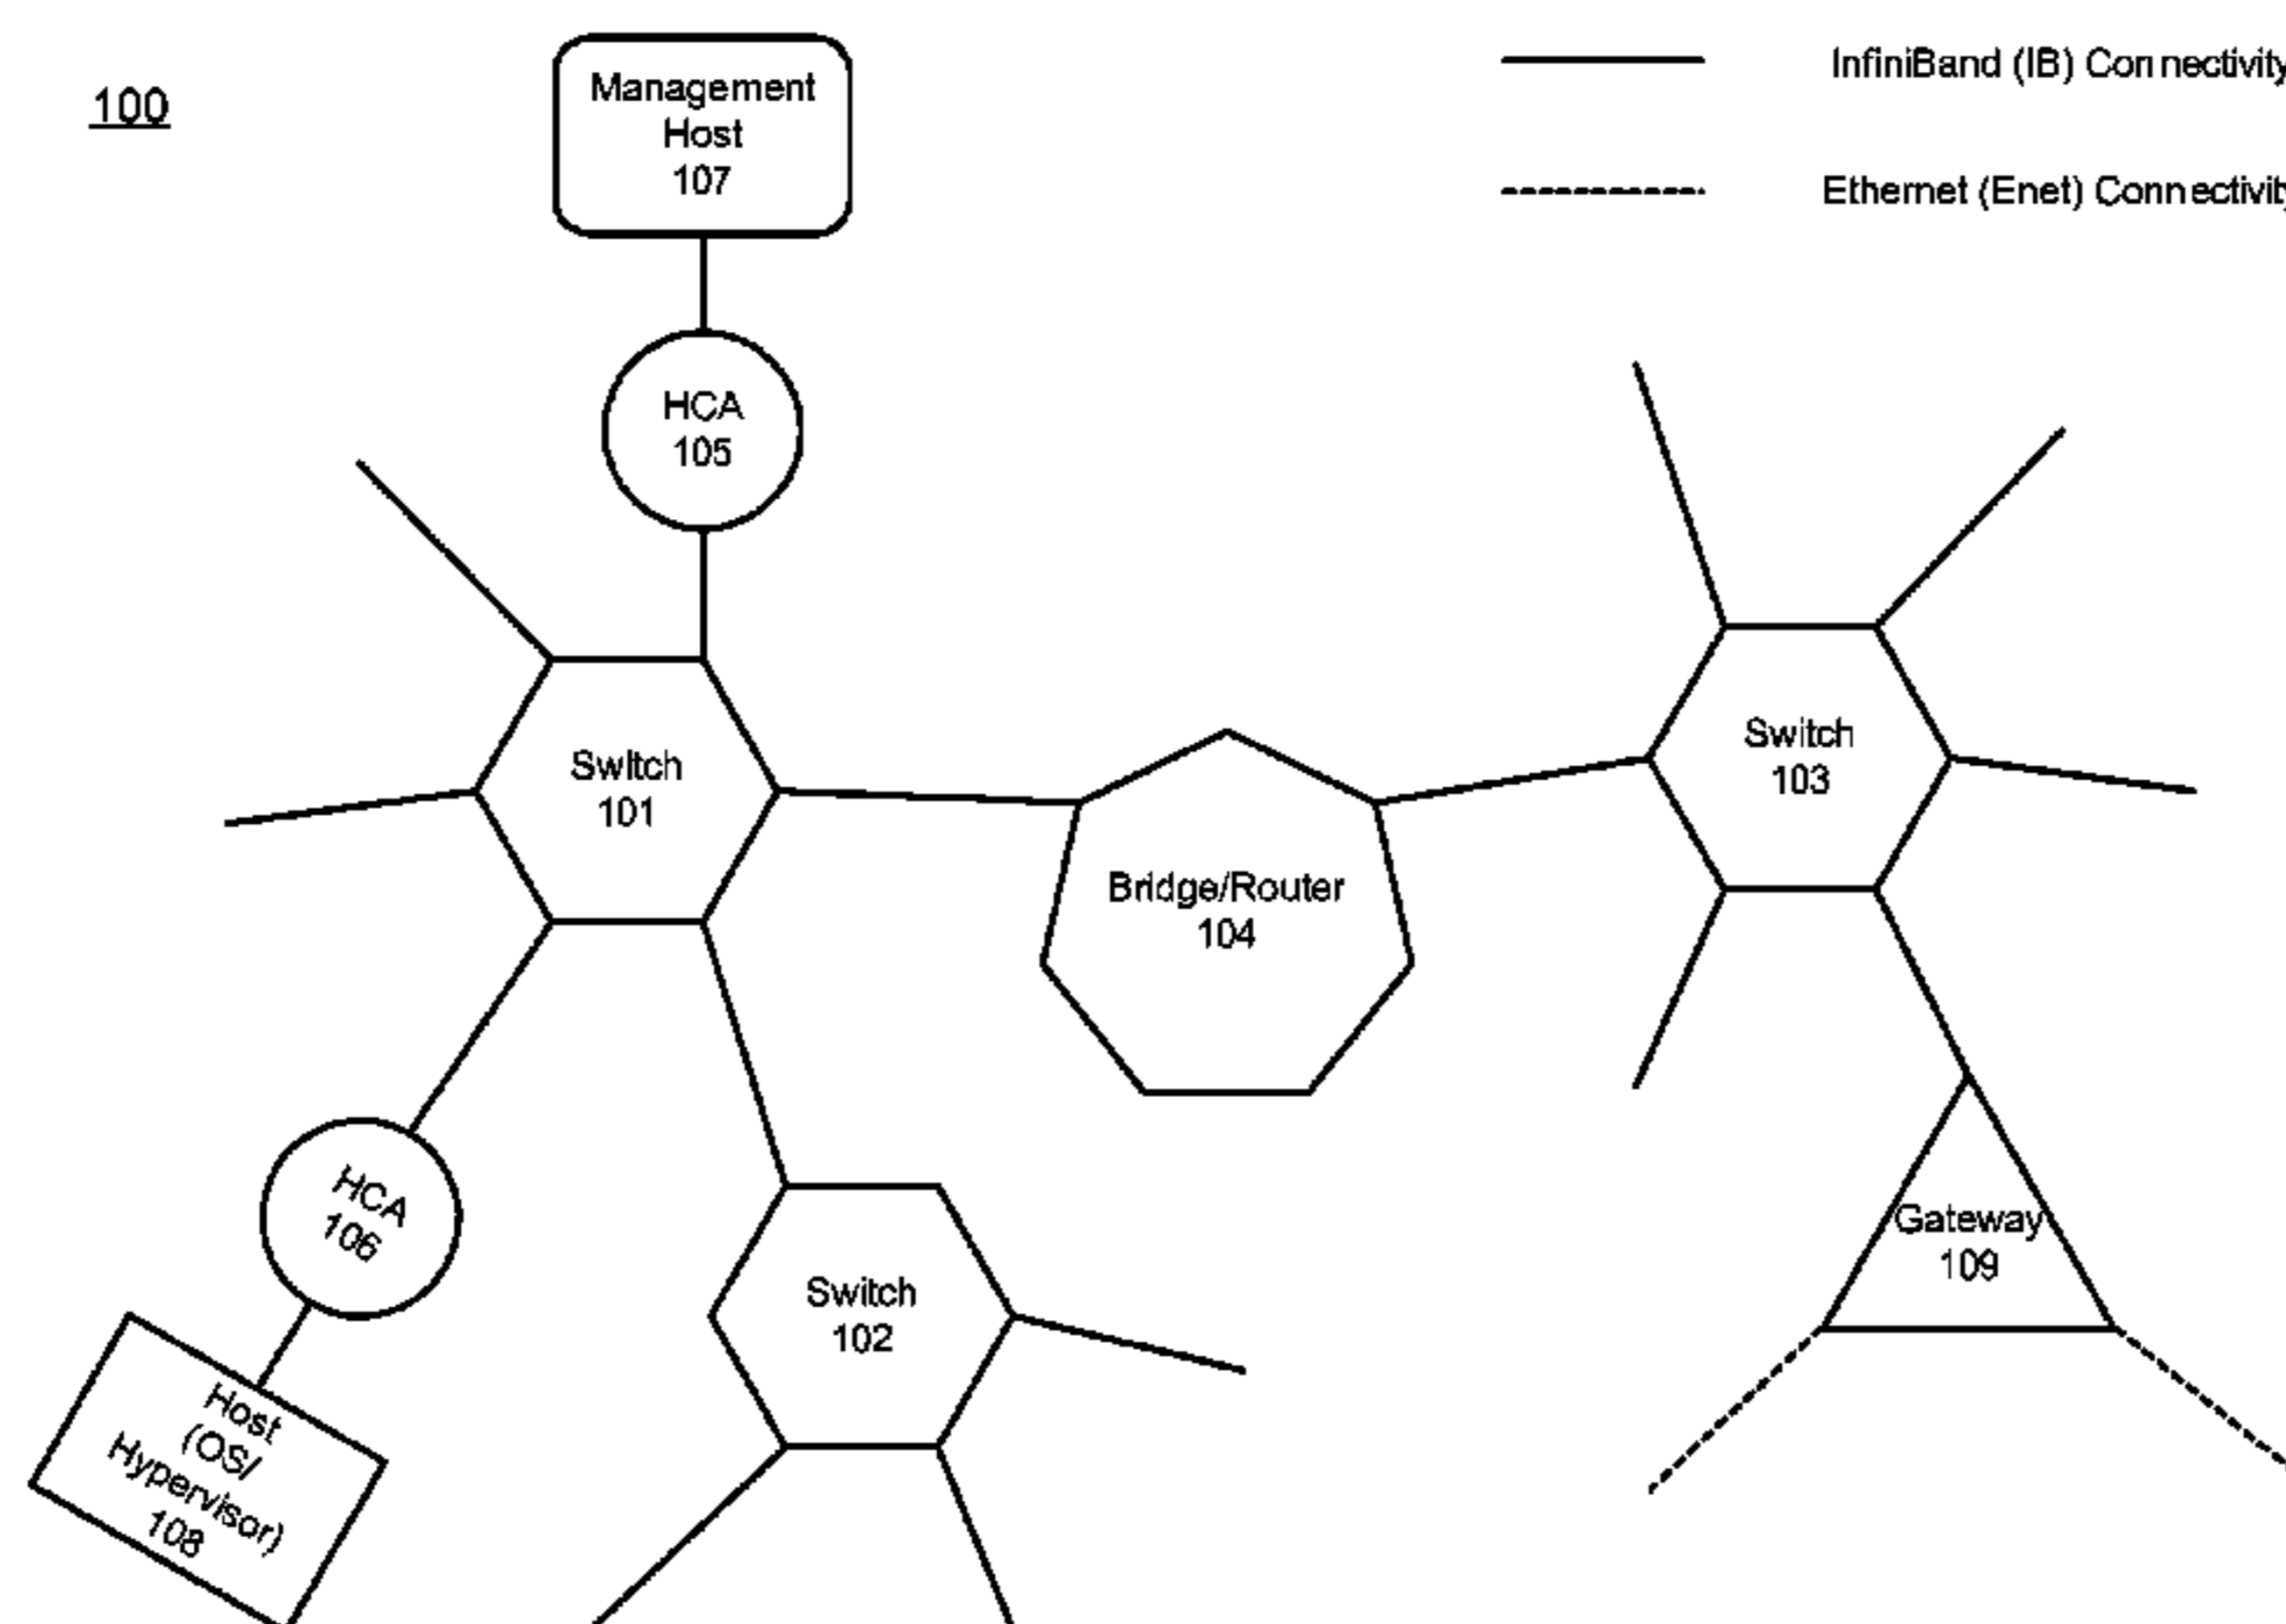 100
Management
Host
107
InfiniBand (IB) Connectivity
Ethernet (Enet) Connectivity
HCA
105
Switch
101
Switch
103
Bridge/Router
104
HCA
106
Switch
102
Gateway
109
Host
(OS/
Hypervisor)
108